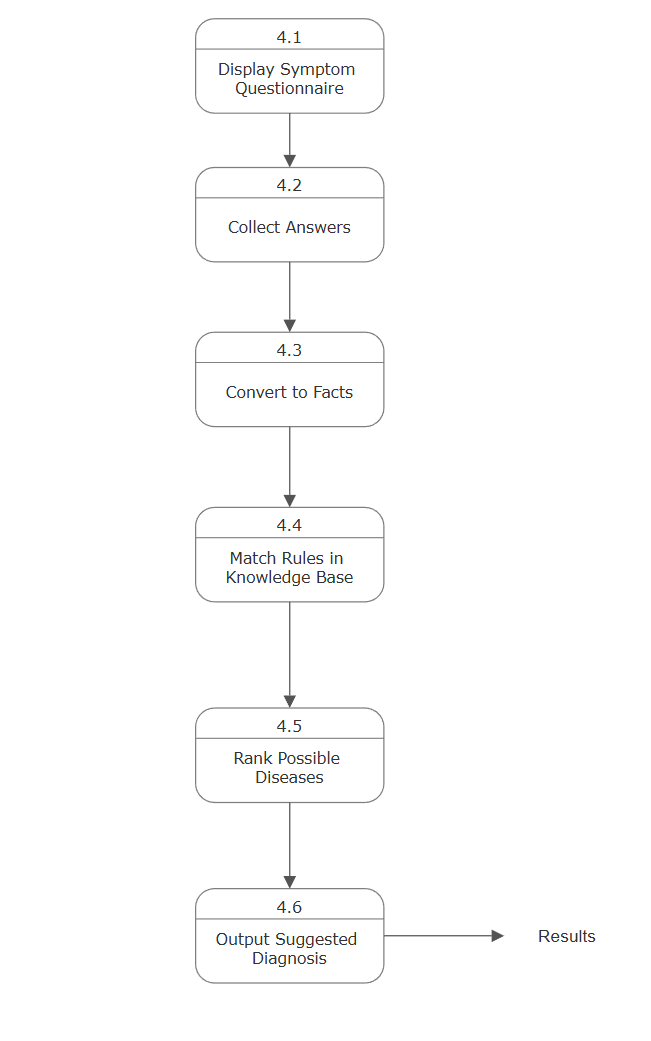 4.1
Display Symptom
Questionnaire
4.2
Collect Answers
4.3
Convert to Facts
4.4
Match Rules in
Knowledge Base
4.5
Rank Possible
Diseases
4.6
Output Suggested
Diagnosis
Results